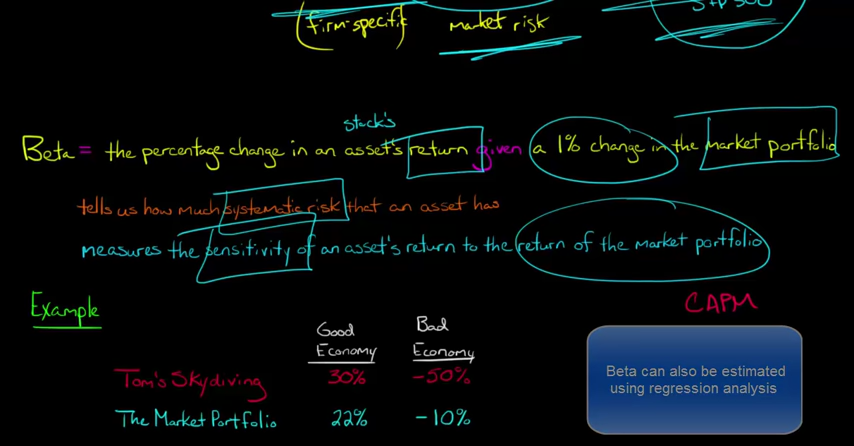 S+P 500
firm-specific market risk
stock's
Beta = the percentage change in an asset's return given a 1% change in the market portfolio
tells us how much systematic risk that an asset has
measures the sensitivity of an asset's return to the return of the market portfolio
Example
CAPM
Good Economy Bad Economy
Tom's Skydiving 30% -50%
The Market Portfolio 22% -10%
Beta can also be estimated
using regression analysis